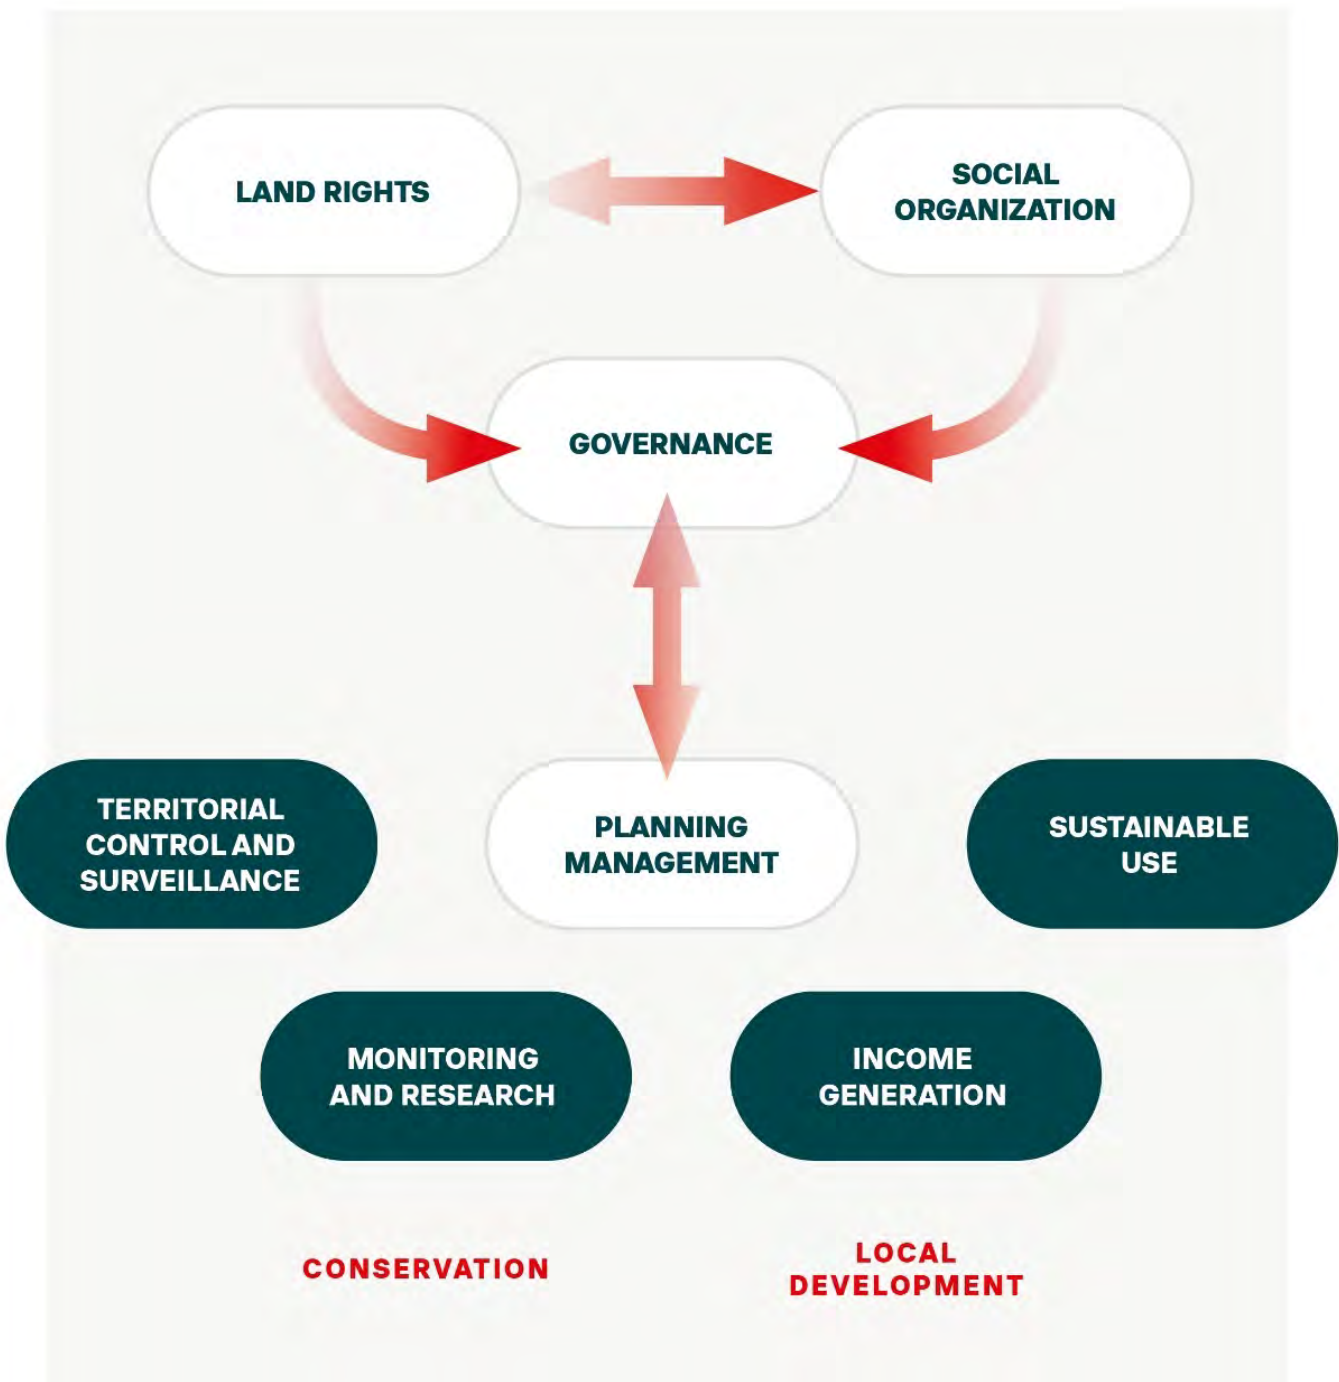 LAND RIGHTS
SOCIAL
ORGANIZATION
GOVERNANCE
TERRITORIAL
CONTROL AND
SURVEILLANCE
PLANNING
MANAGEMENT
SUSTAINABLE
USE
MONITORING
AND RESEARCH
INCOME
GENERATION
CONSERVATION
LOCAL
DEVELOPMENT